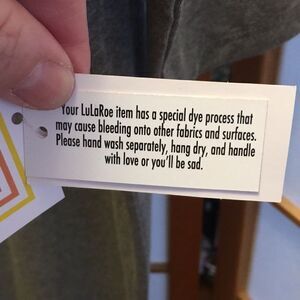 Your LuLaRoe item has a special dye process that
may cause bleeding onto other fabrics and surfaces.
Please hand wash separately, hang dry, and handle
with love or you'll be sad.